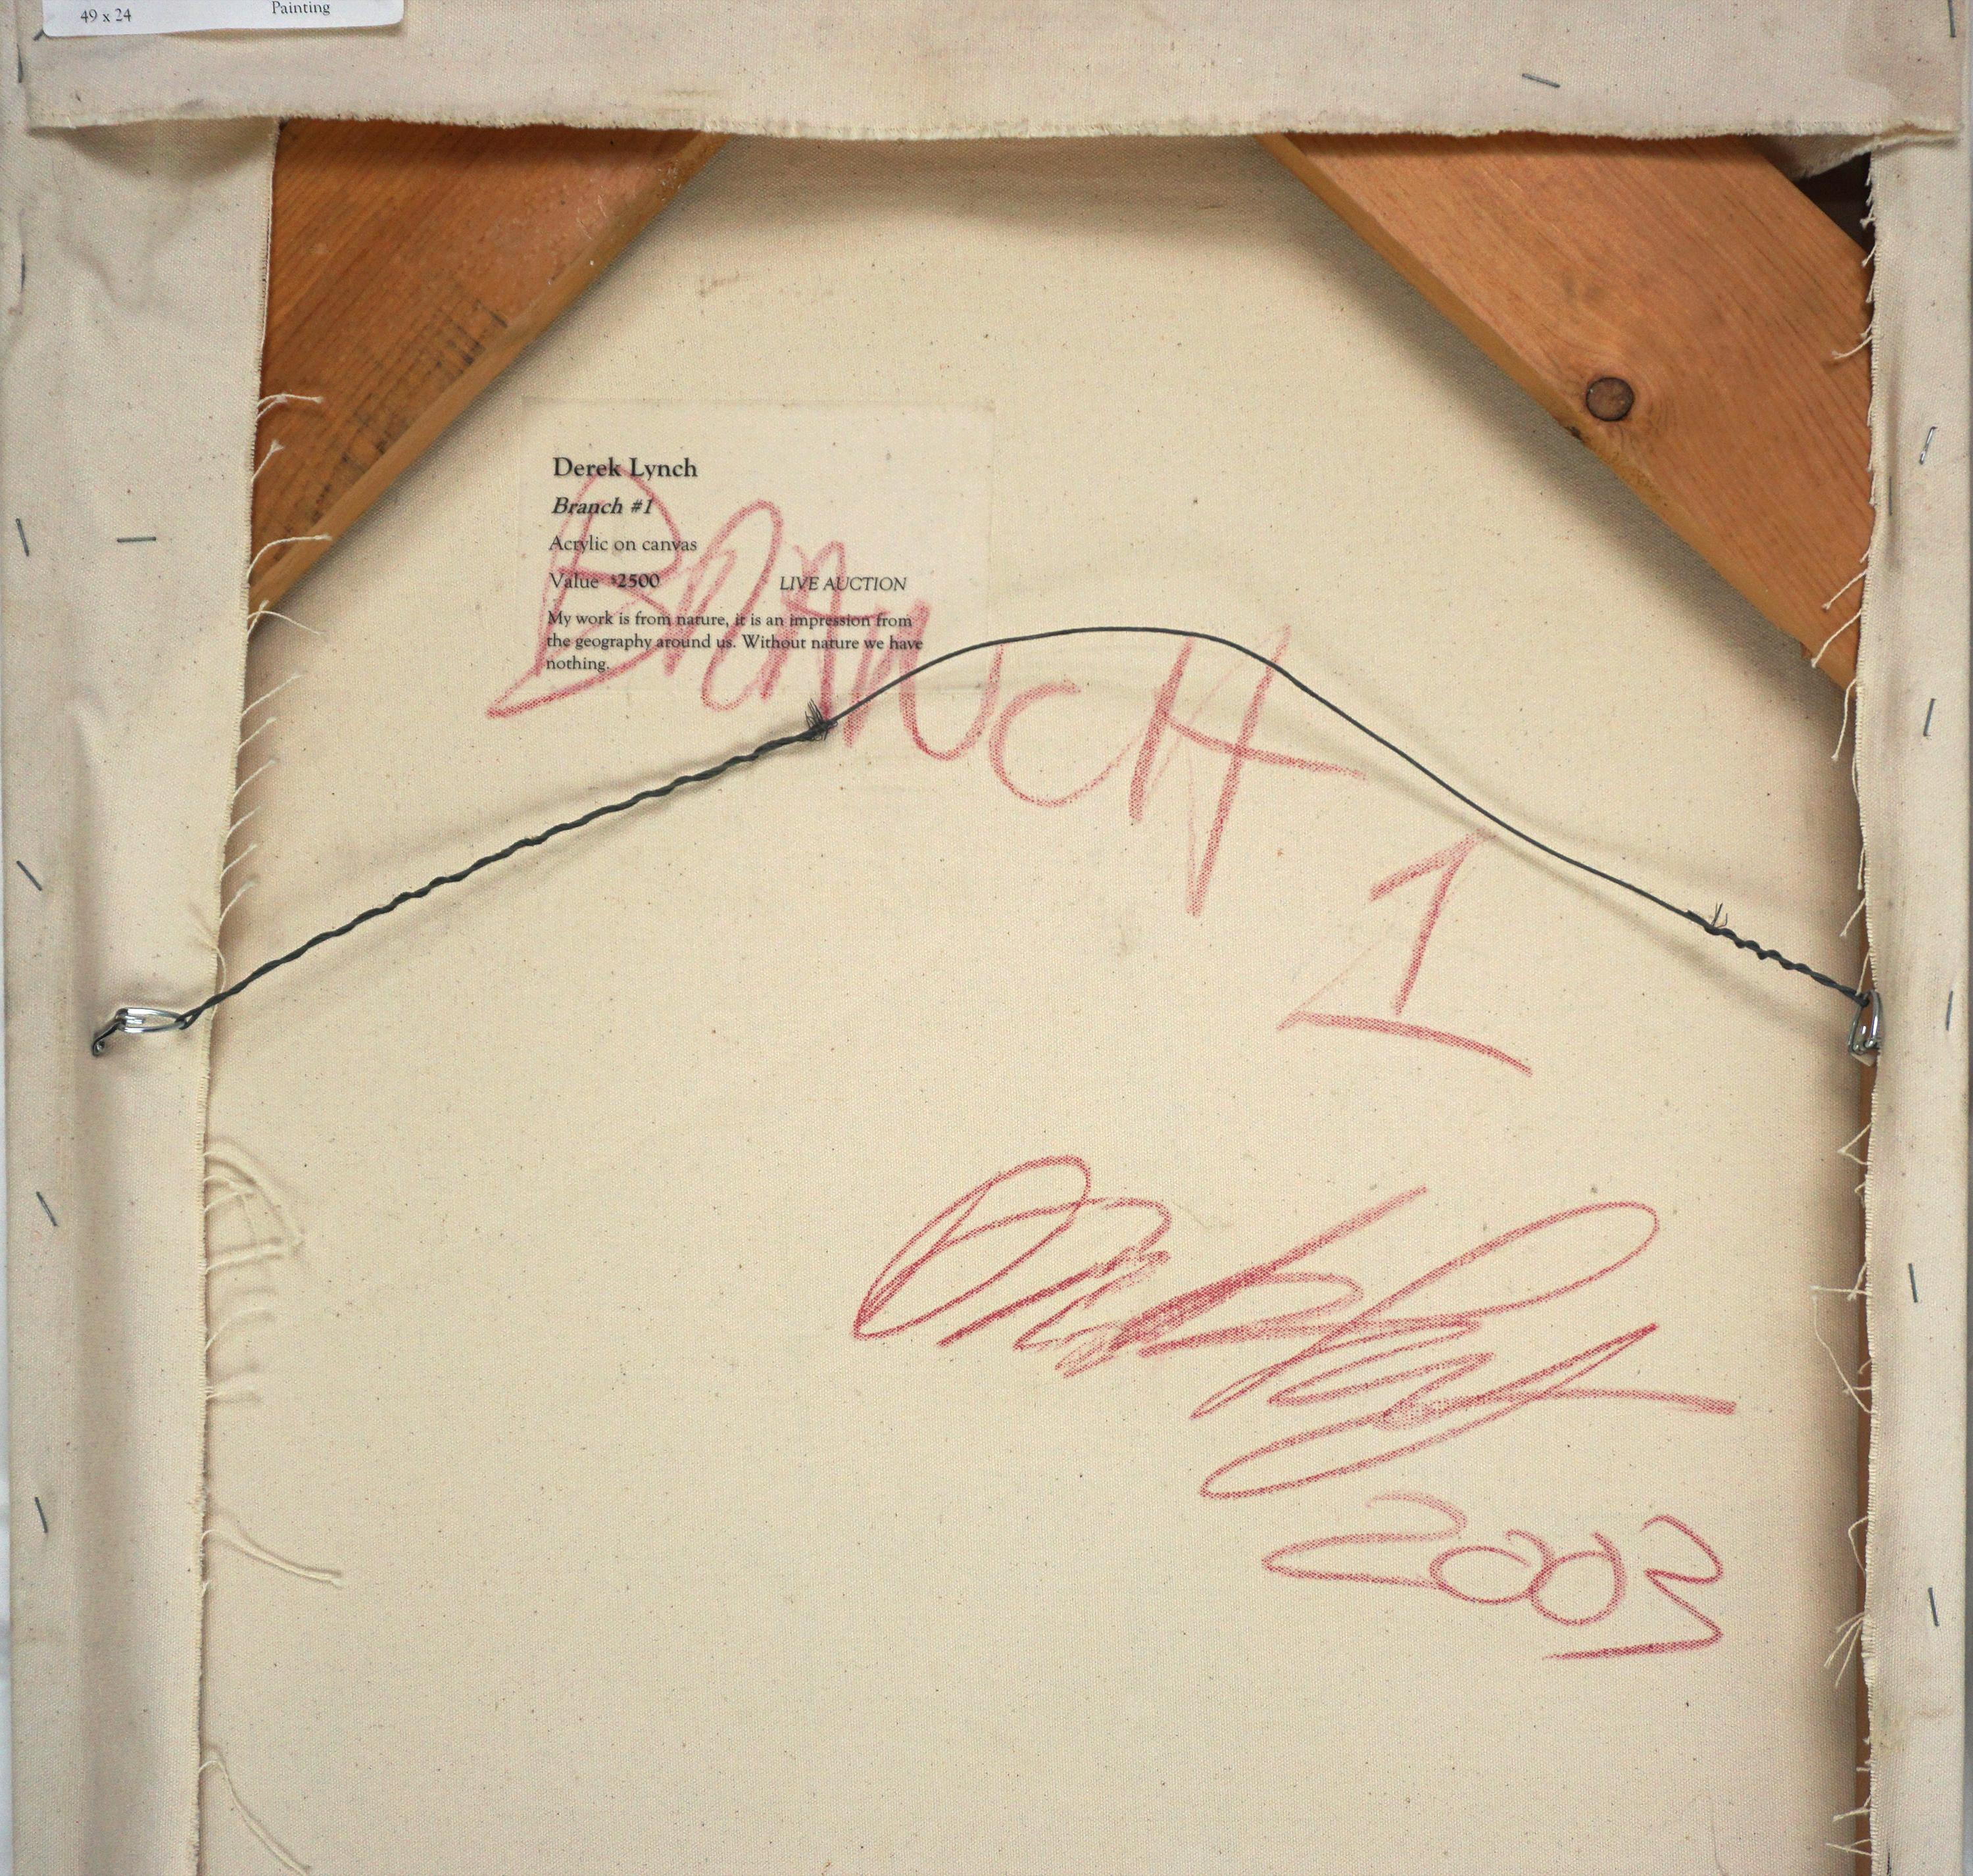 49 x 24 Painting
Derek Lynch
Branch #1
Acrylic on canvas
Value $2500 LIVE AUCTION
My work is from nature, it is an impression from
the geography around us. Without nature we have
nothing.
BRANCH
1
2003